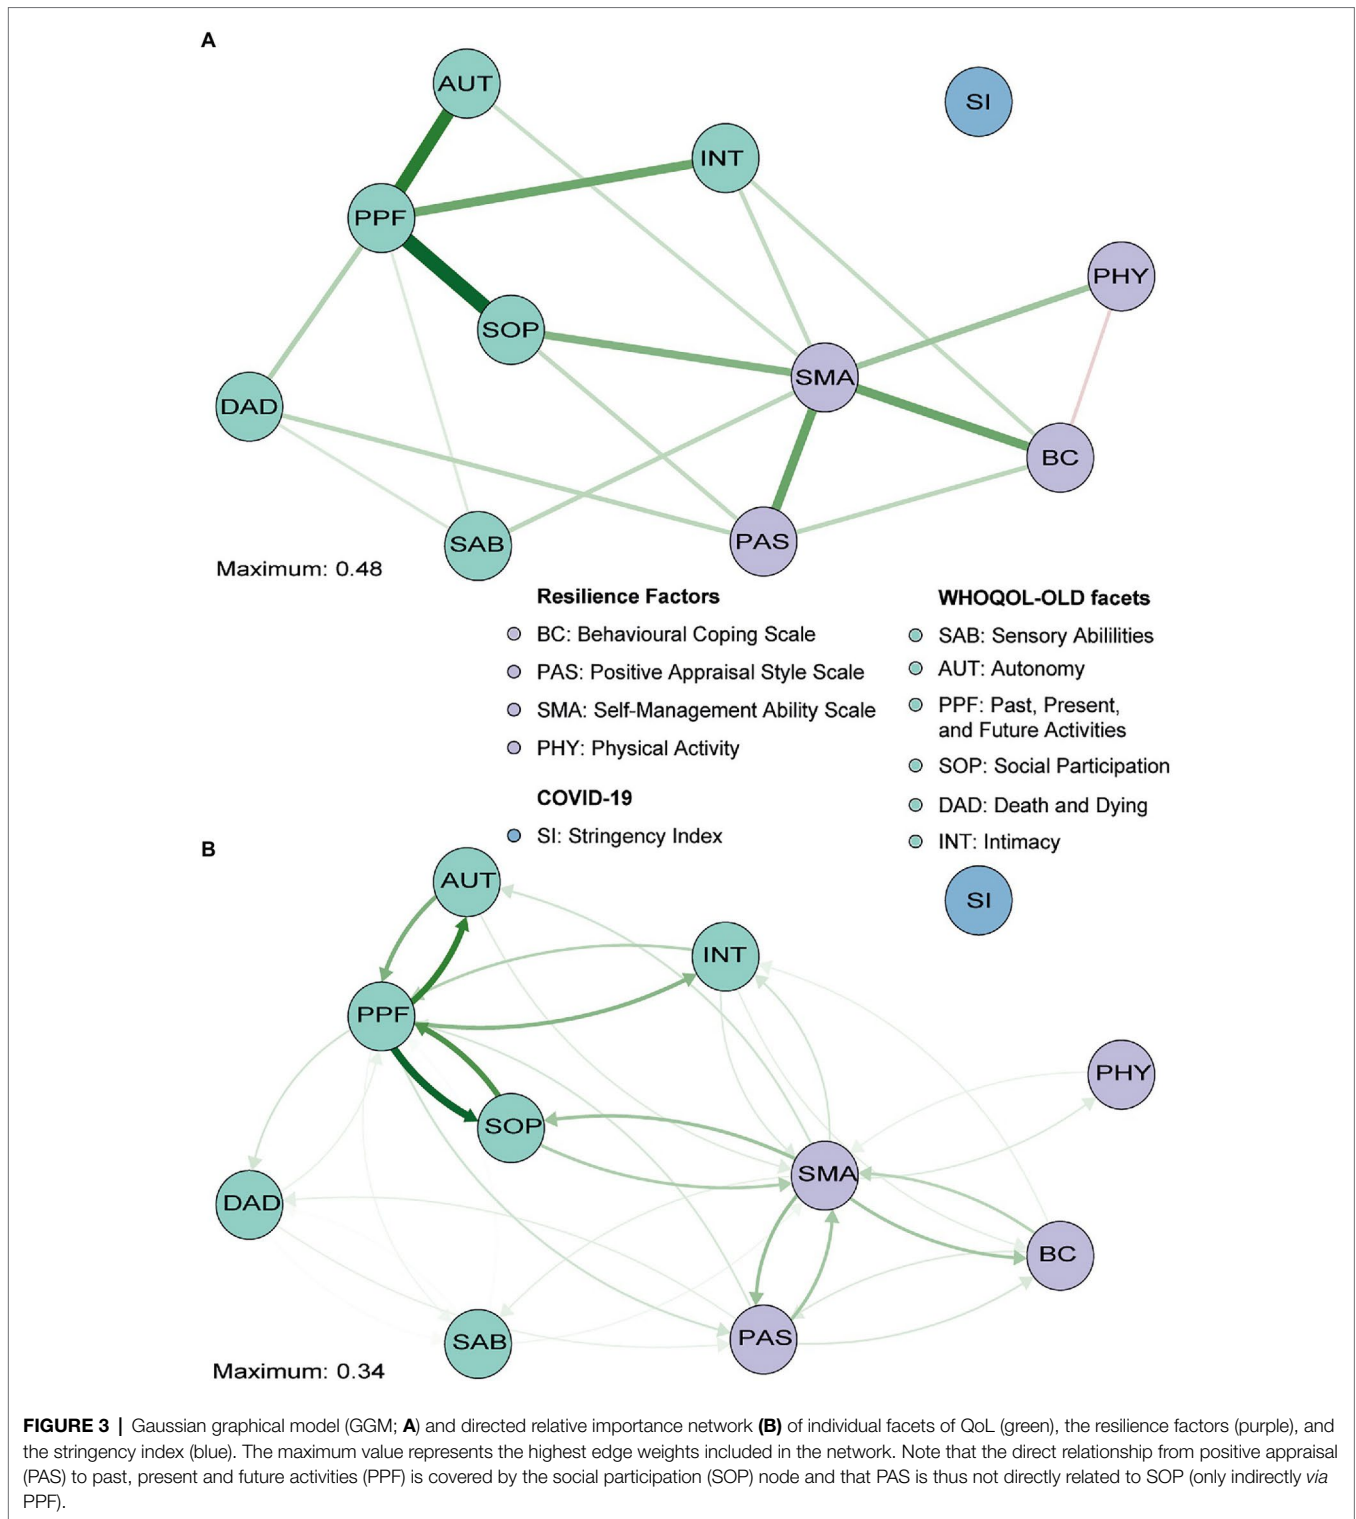 A
AUT
SI
INT
PPF
PHY
SOP
SMA
DAD
BC
PAS
SAB
Maximum: 0.48
Resilience Factors
BC: Behavioural Coping Scale
PAS: Positive Appraisal Style Scale
SMA: Self-Management Ability Scale
PHY: Physical Activity
COVID-19
SI: Stringency Index
WHOQOL-OLD facets
SAB: Sensory Abililities
AUT: Autonomy
PPF: Past, Present,
and Future Activities
SOP: Social Participation
DAD: Death and Dying
INT: Intimacy
B
AUT
SI
INT
PPF
PHY
SOP
SMA
DAD
BC
PAS
SAB
Maximum: 0.34
FIGURE 3 | Gaussian graphical model (GGM; A) and directed relative importance network (B) of individual facets of QoL (green), the resilience factors (purple), and
the stringency index (blue). The maximum value represents the highest edge weights included in the network. Note that the direct relationship from positive appraisal
(PAS) to past, present and future activities (PPF) is covered by the social participation (SOP) node and that PAS is thus not directly related to SOP (only indirectly via
PPF).